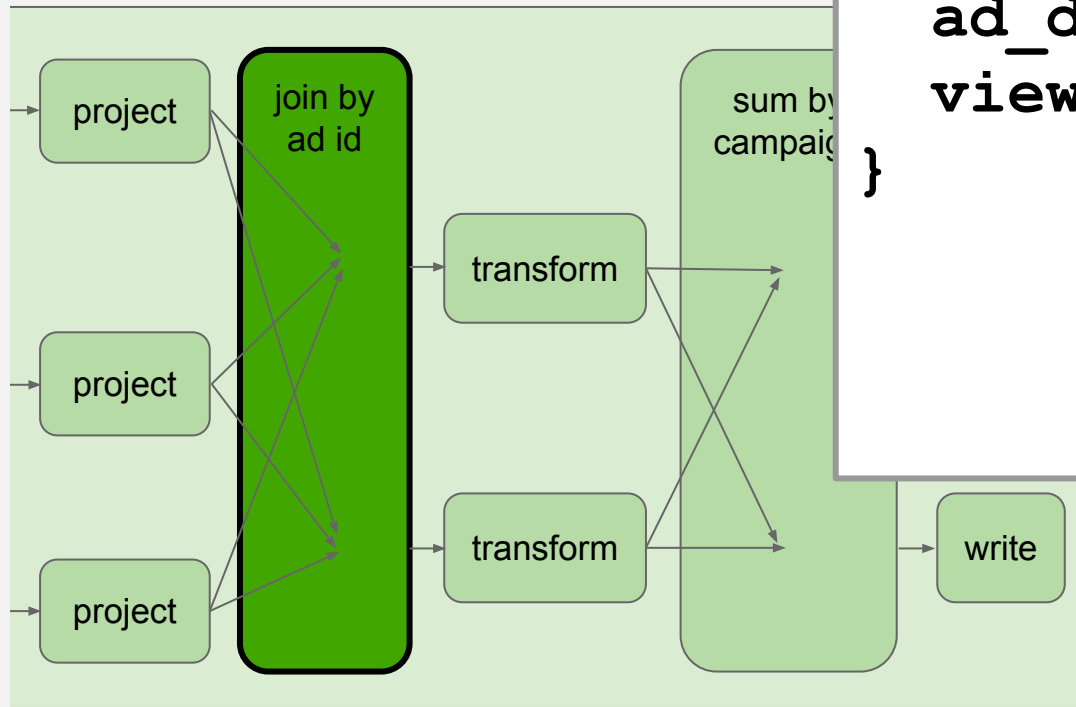 project
join by
ad id
sum by
campaig
ad_d
view
}
transform
project
transform
write
project